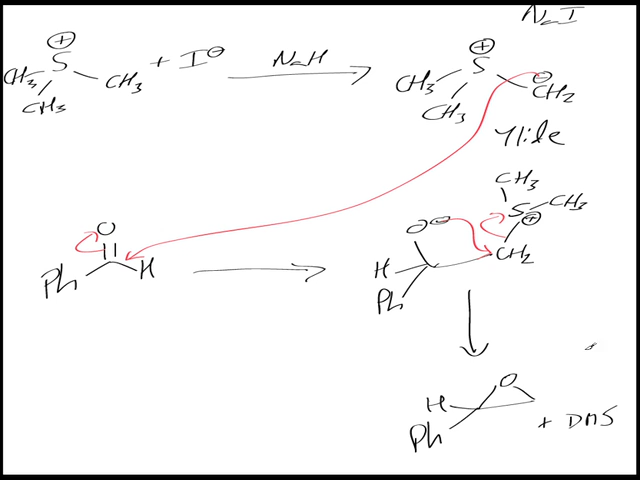 NaI
⊕ S CH3 CH3 CH3 + I⊖ NaH ⊕ S CH3 CH3 ⊖ CH2
Ylide
O Ph H
CH3 CH3 S ⊕ O⊖ H Ph CH2
H Ph O + DMS